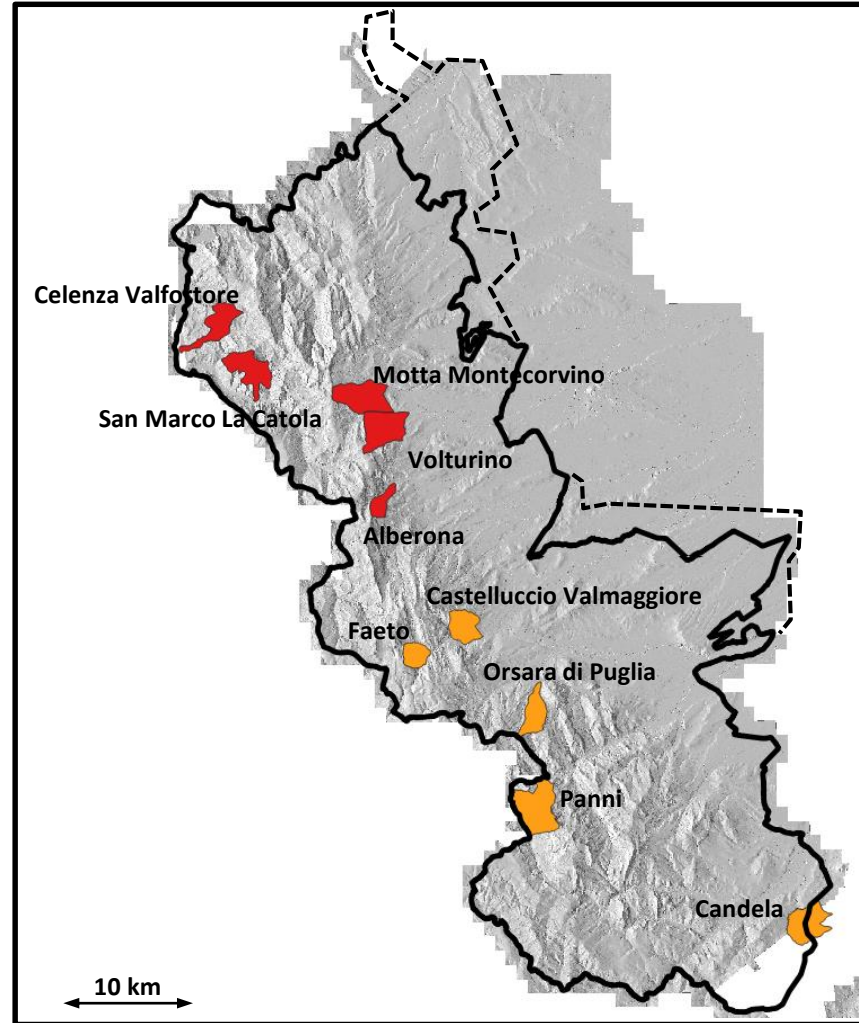 Celenza Valfortore
Motta Montecorvino
San Marco La Catola
Volturino
Alberona
Castelluccio Valmaggiore
Faeto
Orsara di Puglia
Panni
Candela
10 km